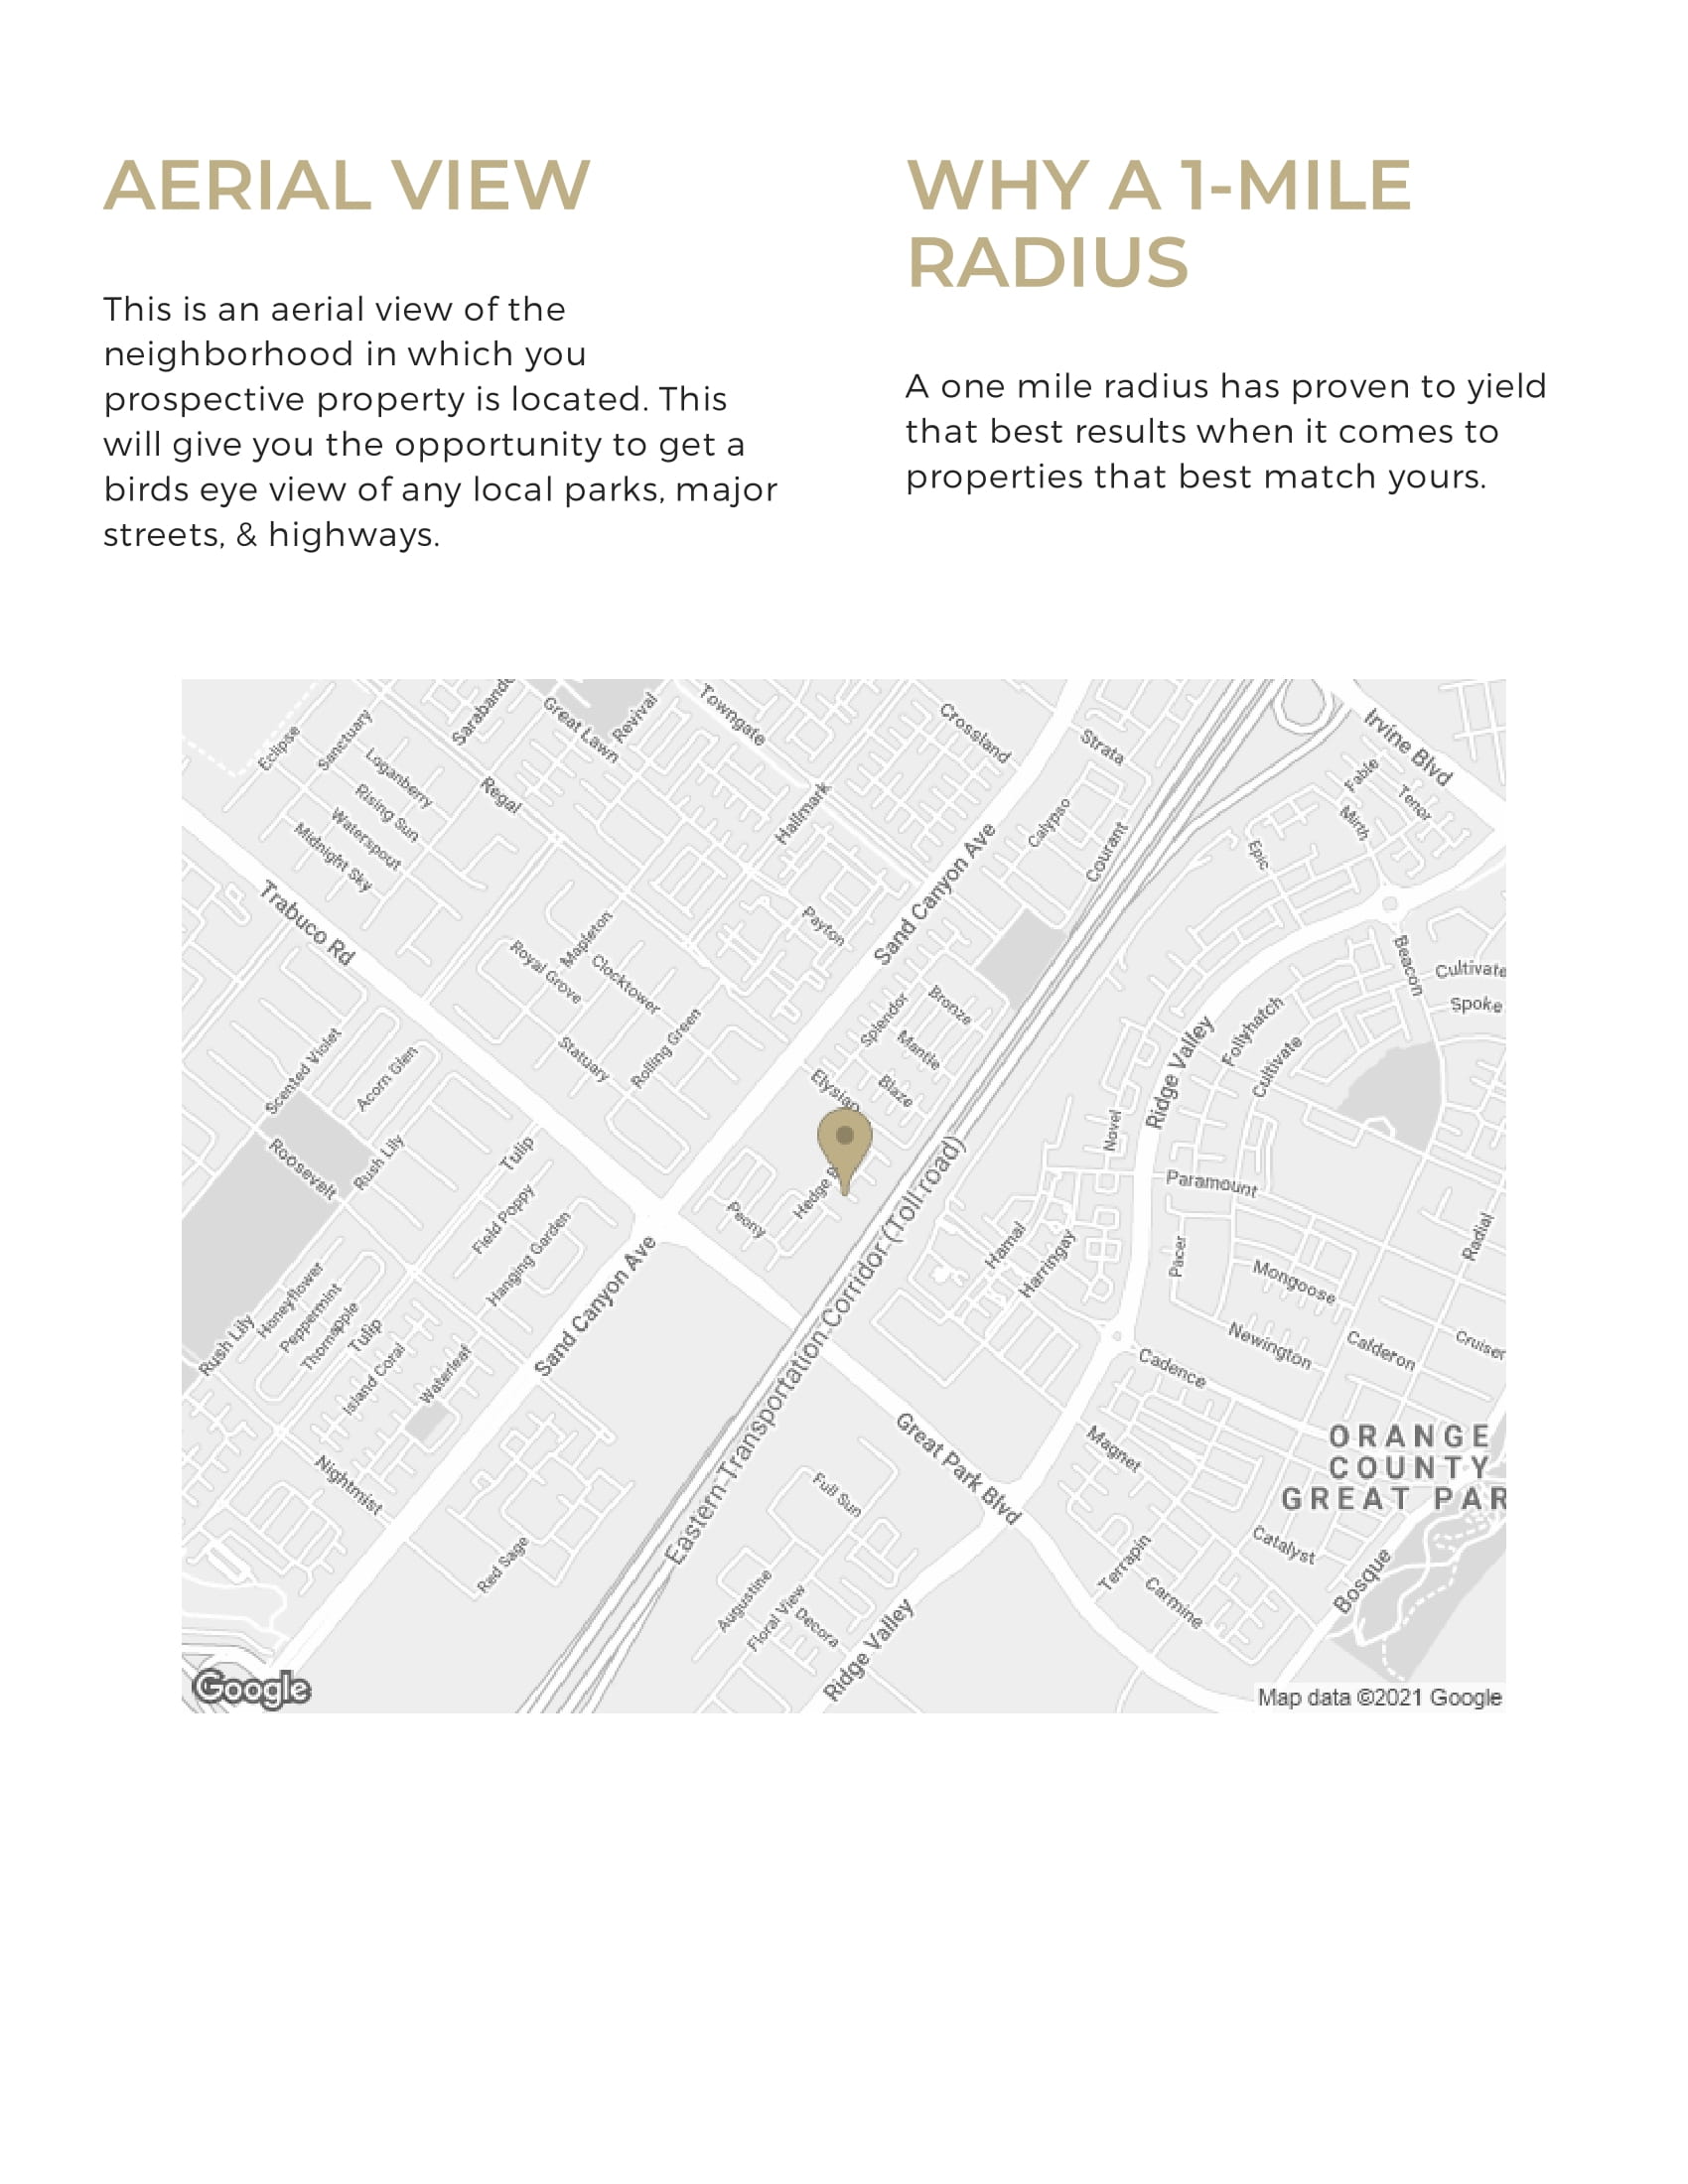 AERIAL VIEW
This is an aerial view of the
neighborhood in which you
prospective property is located. This
will give you the opportunity to get a
birds eye view of any local parks, major
streets, & highways.
WHY A 1-MILE
RADIUS
A one mile radius has proven to yield
that best results when it comes to
properties that best match yours.
Eclipse
Sanctuary
Loganberry
Rising Sun
Waterspout
Midnight Sky
Great Lawn
Revival
Regal
Towngate
Hallmark
Crossland
Strata
Calypso
Courant
Irvine Blvd
Fable
Tenor
Mirth
Epic
Sand Canyon Ave
Payton
Trabuco Rd
Mapleton
Royal Grove
Clocktower
Statuary
Rolling Green
Splendor
Bronze
Mantle
Blaze
Elysian
Beacon
Cultivate
Spoke
Ridge Valley
Follyhatch
Cultivate
Navel
Scented Violet
Acorn Glen
Roosevelt
Rush Lily
Tulip
Field Poppy
Hanging Garden
Peony
Hedge
Paramount
Pacer
Radial
Hamal
Harringay
Mongoose
Newington
Calderon
Cruiser
Cadence
Honeyflower
Peppermint
Thornapple
Tulip
Rush Lily
Island Coral
Waterleaf
Sand Canyon Ave
Eastern Transportation Corridor (Toll road)
Great Park Blvd
Magnet
ORANGE
COUNTY
GREAT PAR
Nightmist
Red Sage
Full Sun
Augustine
Floral View
Decora
Ridge Valley
Terrapin
Carmine
Catalyst
Bosque
Google
Map data ©2021 Google